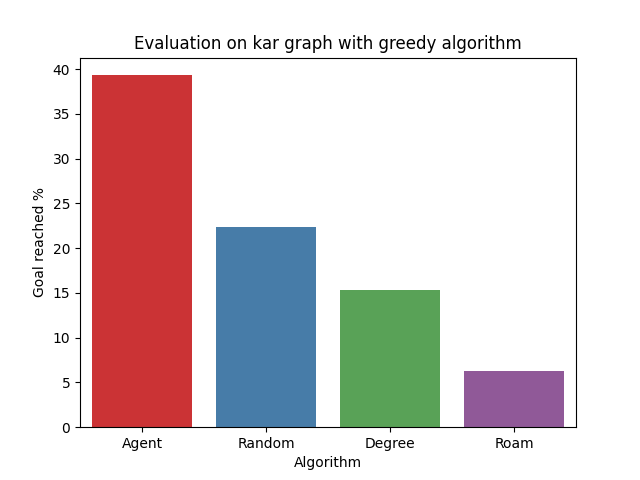 Evaluation on kar graph with greedy algorithm
40
35
30
25
20
15
10
5
0
Goal reached %
Agent
Random
Degree
Roam
Algorithm